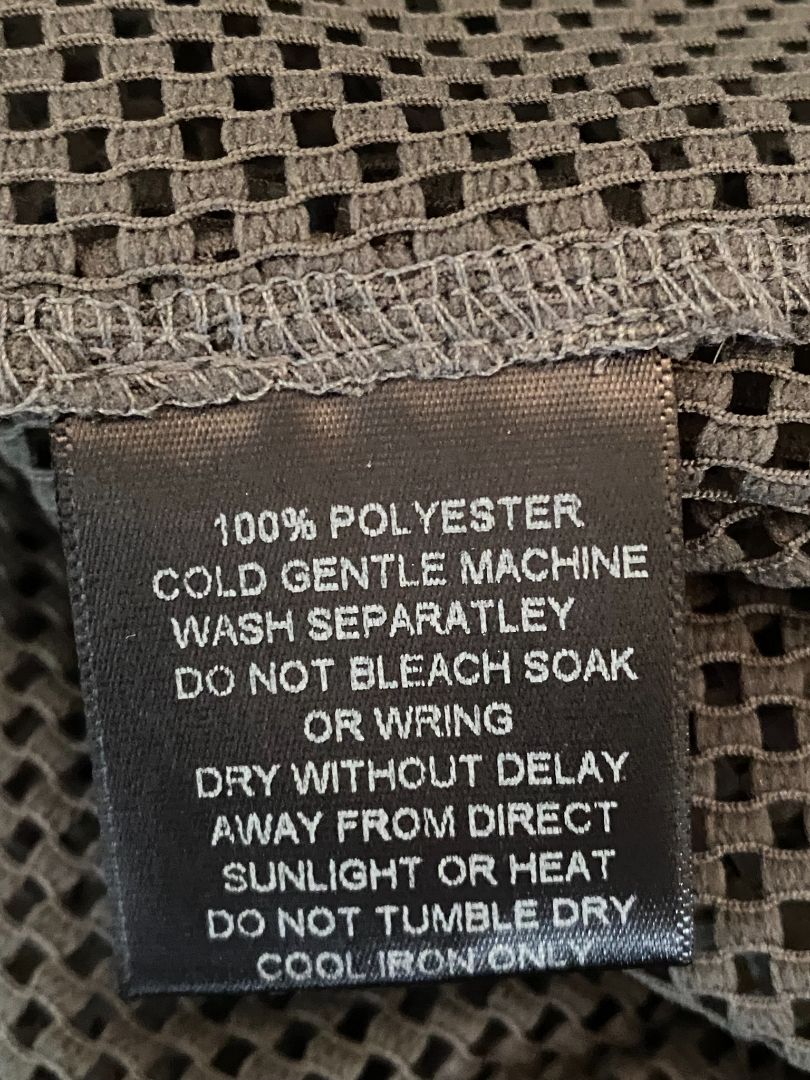 100% POLYESTER
COLD GENTLE MACHINE
WASH SEPARATLEY
DO NOT BLEACH SOAK
OR WRING
DRY WITHOUT DELAY
AWAY FROM DIRECT
SUNLIGHT OR HEAT
DO NOT TUMBLE DRY
COOL IRON ONLY